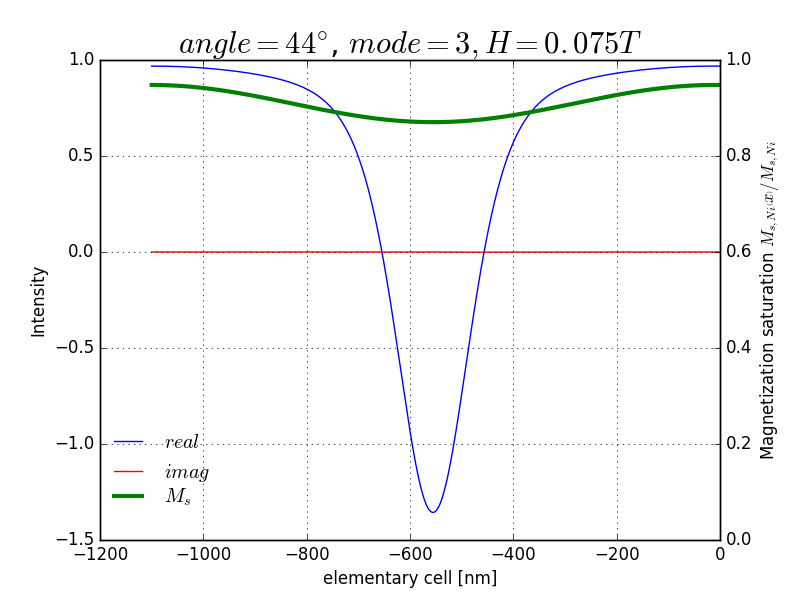 angle = 44°, mode = 3, H = 0.075T
1.0
0.5
0.0
−0.5
−1.0
−1.5
1.0
0.8
0.6
0.4
0.2
0.0
−1200
−1000
−800
−600
−400
−200
0
Intensity
Magnetization saturation M_{s,Ni(x)}/M_{s,Ni}
elementary cell [nm]
real
imag
M_s